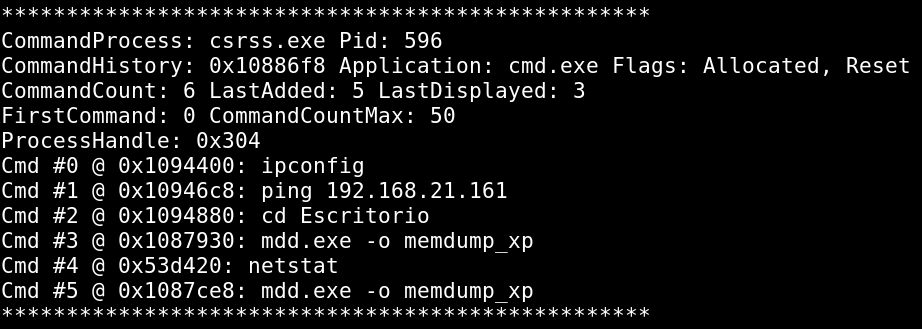 **************************************************
CommandProcess: csrss.exe Pid: 596
CommandHistory: 0x10886f8 Application: cmd.exe Flags: Allocated, Reset
CommandCount: 6 LastAdded: 5 LastDisplayed: 3
FirstCommand: 0 CommandCountMax: 50
ProcessHandle: 0x304
Cmd #0 @ 0x1094400: ipconfig
Cmd #1 @ 0x10946c8: ping 192.168.21.161
Cmd #2 @ 0x1094880: cd Escritorio
Cmd #3 @ 0x1087930: mdd.exe -o memdump_xp
Cmd #4 @ 0x53d420: netstat
Cmd #5 @ 0x1087ce8: mdd.exe -o memdump_xp
**************************************************